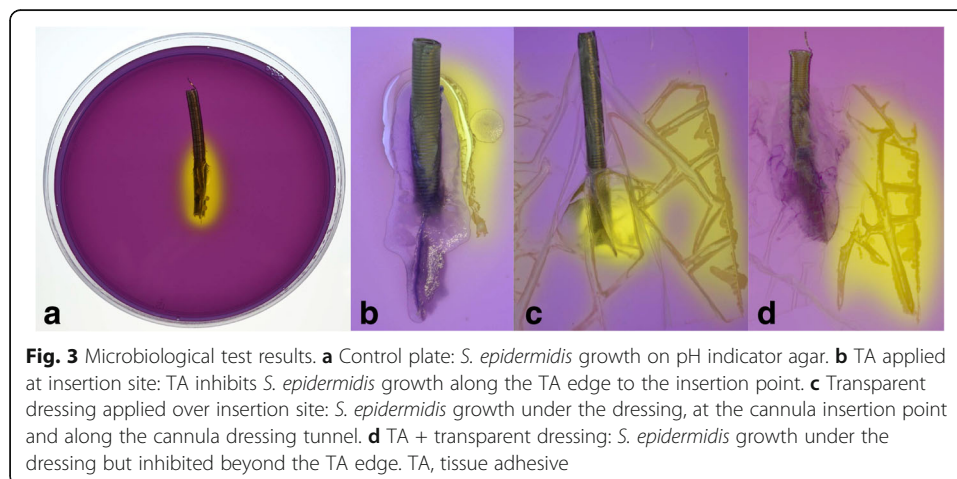 a
b
c
d
Fig. 3 Microbiological test results. a Control plate: S. epidermidis growth on pH indicator agar. b TA applied
at insertion site: TA inhibits S. epidermidis growth along the TA edge to the insertion point. c Transparent
dressing applied over insertion site: S. epidermidis growth under the dressing, at the cannula insertion point
and along the cannula dressing tunnel. d TA + transparent dressing: S. epidermidis growth under the
dressing but inhibited beyond the TA edge. TA, tissue adhesive